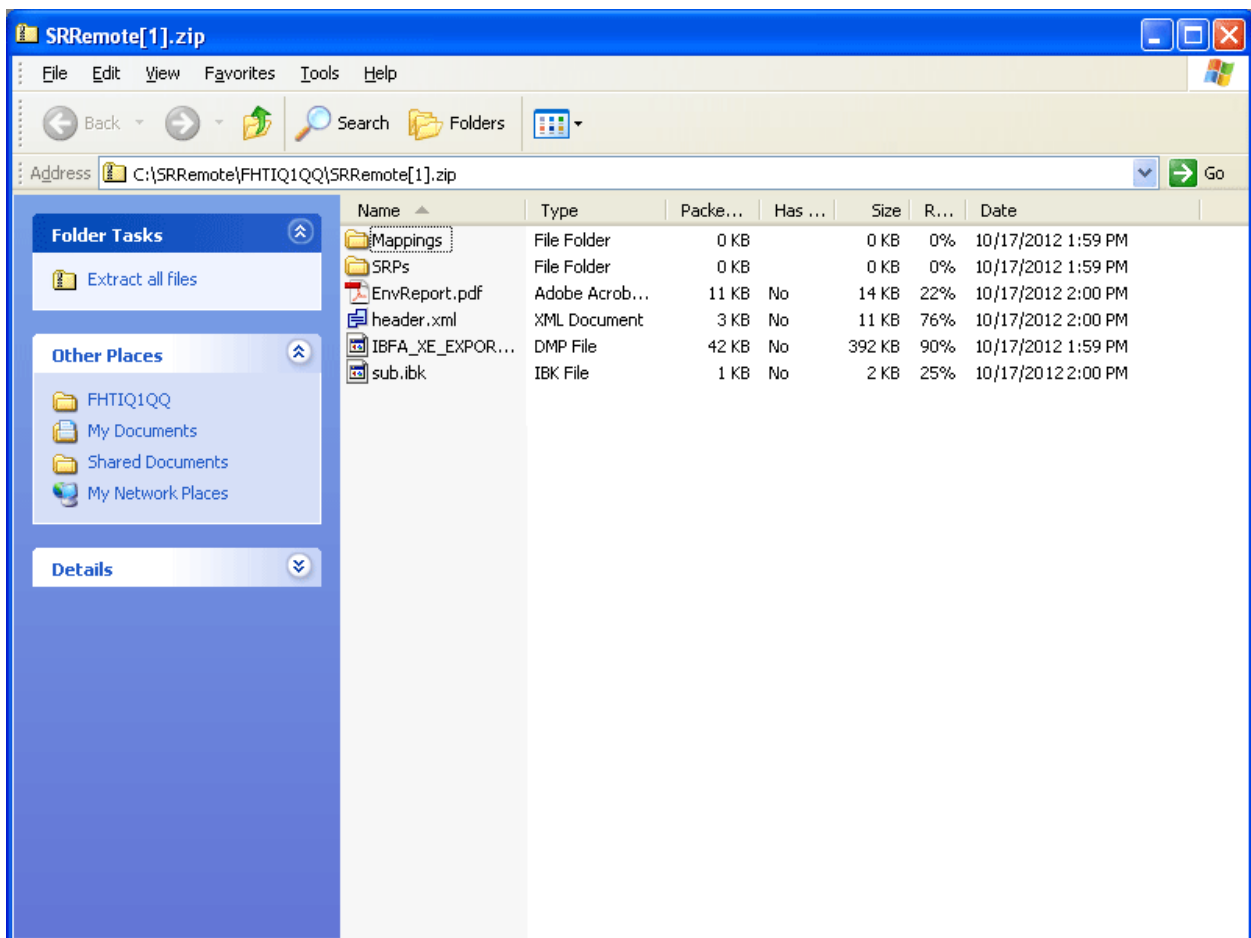 SRRemote[1].zip
File Edit View Favorites Tools Help
Back Search Folders
Address C:\SRRemote\FHTIQ1QQ\SRRemote[1].zip Go
Folder Tasks
Extract all files
Other Places
FHTIQ1QQ
My Documents
Shared Documents
My Network Places
Details
Name Type Packe... Has ... Size R... Date
Mappings File Folder 0 KB 0 KB 0% 10/17/2012 1:59 PM
SRPs File Folder 0 KB 0 KB 0% 10/17/2012 1:59 PM
EnvReport.pdf Adobe Acrob... 11 KB No 14 KB 22% 10/17/2012 2:00 PM
header.xml XML Document 3 KB No 11 KB 76% 10/17/2012 2:00 PM
IBFA_XE_EXPOR... DMP File 42 KB No 392 KB 90% 10/17/2012 1:59 PM
sub.ibk IBK File 1 KB No 2 KB 25% 10/17/2012 2:00 PM